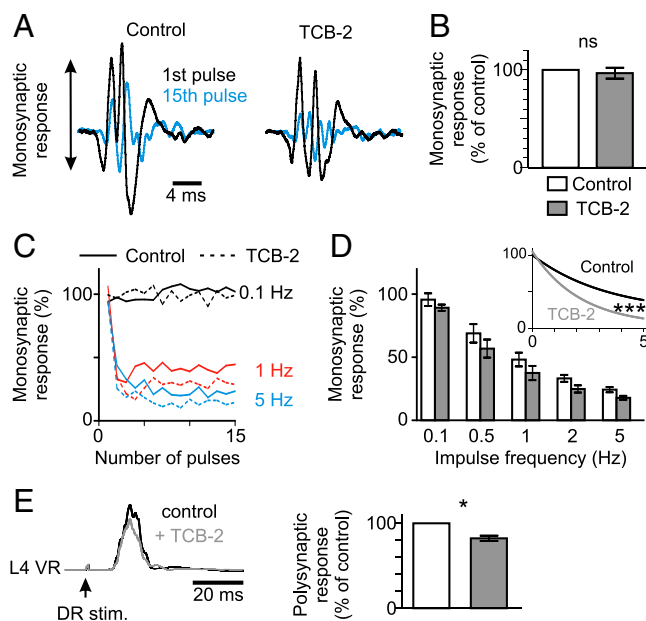 A
Control
TCB-2
Monosynaptic
response
1st pulse
15th pulse
4 ms
B
ns
Monosynaptic
response
(% of control)
100
0
Control
TCB-2
C
Control
TCB-2
Monosynaptic
response (%)
100
0
0.1 Hz
1 Hz
5 Hz
0
15
Number of pulses
D
Monosynaptic
response (%)
100
50
0
0.1
0.5
1
2
5
Impulse frequency (Hz)
100
0
Control
TCB-2
***
0
5
E
control
+ TCB-2
L4 VR
DR stim.
20 ms
*
Polysynaptic
response
(% of control)
100
0